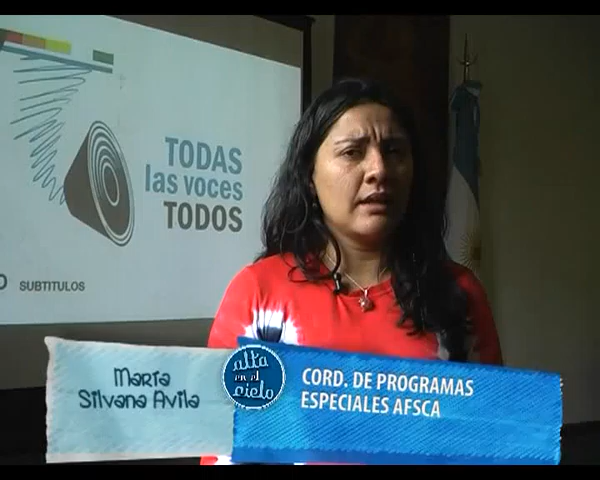 TODAS
las voces
TODOS
SUBTITULOS
María
Silvana Avila
alta
en el
cielo
CORD. DE PROGRAMAS
ESPECIALES AFSCA